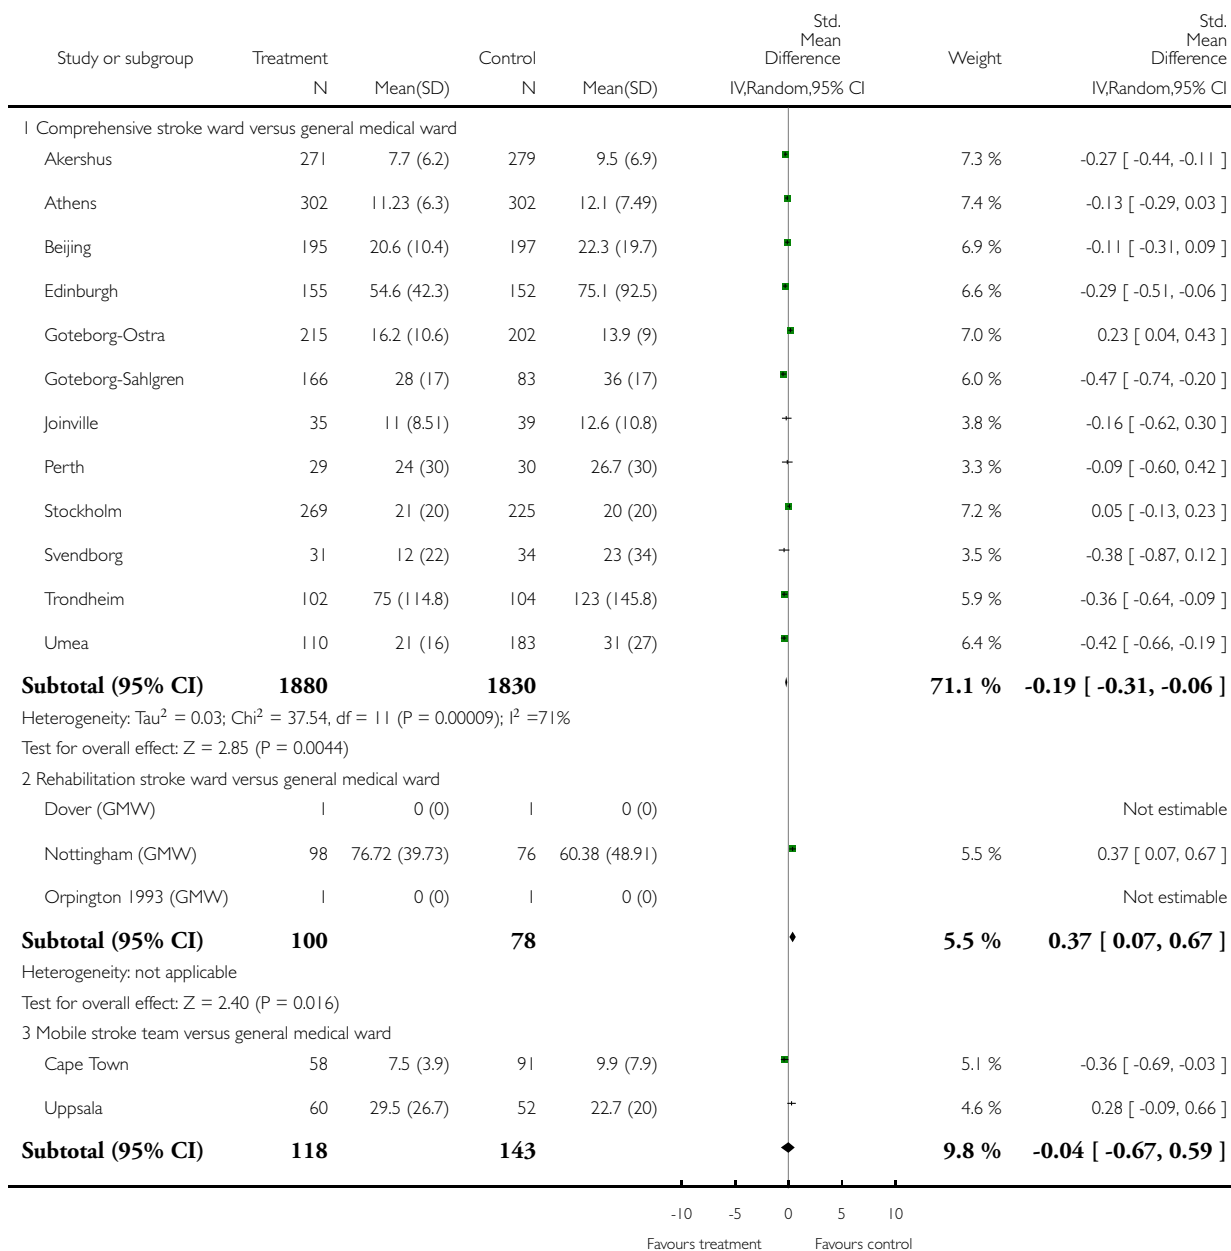 Std. Mean Difference Std. Mean Difference
Study or subgroup Treatment Control Weight
N Mean(SD) N Mean(SD) IV,Random,95% CI IV,Random,95% CI
1 Comprehensive stroke ward versus general medical ward
Akershus 271 7.7 (6.2) 279 9.5 (6.9) 7.3 % -0.27 [ -0.44, -0.11 ]
Athens 302 11.23 (6.3) 302 12.1 (7.49) 7.4 % -0.13 [ -0.29, 0.03 ]
Beijing 195 20.6 (10.4) 197 22.3 (19.7) 6.9 % -0.11 [ -0.31, 0.09 ]
Edinburgh 155 54.6 (42.3) 152 75.1 (92.5) 6.6 % -0.29 [ -0.51, -0.06 ]
Goteborg-Ostra 215 16.2 (10.6) 202 13.9 (9) 7.0 % 0.23 [ 0.04, 0.43 ]
Goteborg-Sahlgren 166 28 (17) 83 36 (17) 6.0 % -0.47 [ -0.74, -0.20 ]
Joinville 35 11 (8.51) 39 12.6 (10.8) 3.8 % -0.16 [ -0.62, 0.30 ]
Perth 29 24 (30) 30 26.7 (30) 3.3 % -0.09 [ -0.60, 0.42 ]
Stockholm 269 21 (20) 225 20 (20) 7.2 % 0.05 [ -0.13, 0.23 ]
Svendborg 31 12 (22) 34 23 (34) 3.5 % -0.38 [ -0.87, 0.12 ]
Trondheim 102 75 (114.8) 104 123 (145.8) 5.9 % -0.36 [ -0.64, -0.09 ]
Umea 110 21 (16) 183 31 (27) 6.4 % -0.42 [ -0.66, -0.19 ]
Subtotal (95% CI) 1880 1830 71.1 % -0.19 [ -0.31, -0.06 ]
Heterogeneity: Tau² = 0.03; Chi² = 37.54, df = 11 (P = 0.00009); I² =71%
Test for overall effect: Z = 2.85 (P = 0.0044)
2 Rehabilitation stroke ward versus general medical ward
Dover (GMW) 1 0 (0) 1 0 (0) Not estimable
Nottingham (GMW) 98 76.72 (39.73) 76 60.38 (48.91) 5.5 % 0.37 [ 0.07, 0.67 ]
Orpington 1993 (GMW) 1 0 (0) 1 0 (0) Not estimable
Subtotal (95% CI) 100 78 5.5 % 0.37 [ 0.07, 0.67 ]
Heterogeneity: not applicable
Test for overall effect: Z = 2.40 (P = 0.016)
3 Mobile stroke team versus general medical ward
Cape Town 58 7.5 (3.9) 91 9.9 (7.9) 5.1 % -0.36 [ -0.69, -0.03 ]
Uppsala 60 29.5 (26.7) 52 22.7 (20) 4.6 % 0.28 [ -0.09, 0.66 ]
Subtotal (95% CI) 118 143 9.8 % -0.04 [ -0.67, 0.59 ]
-10 -5 0 5 10
Favours treatment Favours control